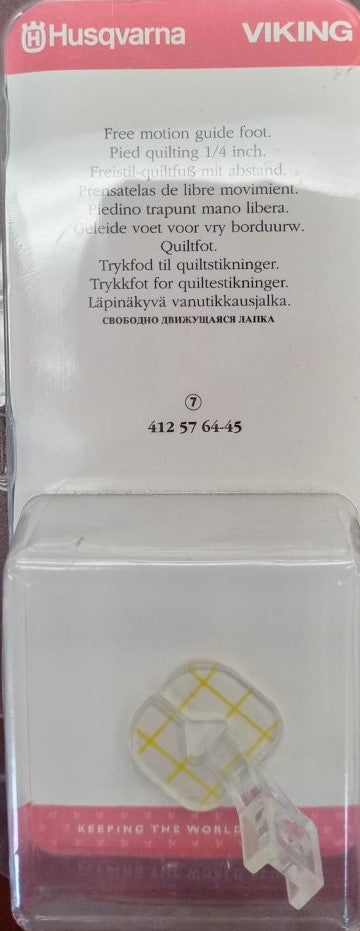 Husqvarna VIKING
Free motion guide foot.
Pied quilting 1/4 inch.
Freistil-quiltfuß mit abstand.
Prensatelas de libre movimient.
Piedino trapunt mano libera.
Geleide voet voor vry borduurw.
Quiltfot.
Trykfod til quiltstikninger.
Trykkfot for quiltestikninger.
Läpinäkyvä vanutikkausjalka.
СВОБОДНО ДВИЖУЩАЯСЯ ЛАПКА
7
412 57 64-45
KEEPING THE WORLD